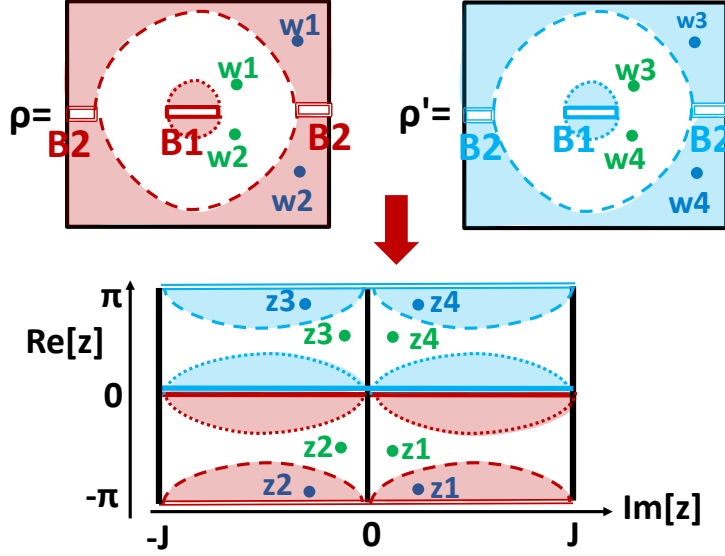 w1
w1
ρ=
B2
B1
B2
w2
w2
w3
w3
ρ'=
B2
B1
B2
w4
w4
π
z3
z4
Re[z]
z3
z4
0
z2
z1
-π
z2
z1
Im[z]
-J
0
J